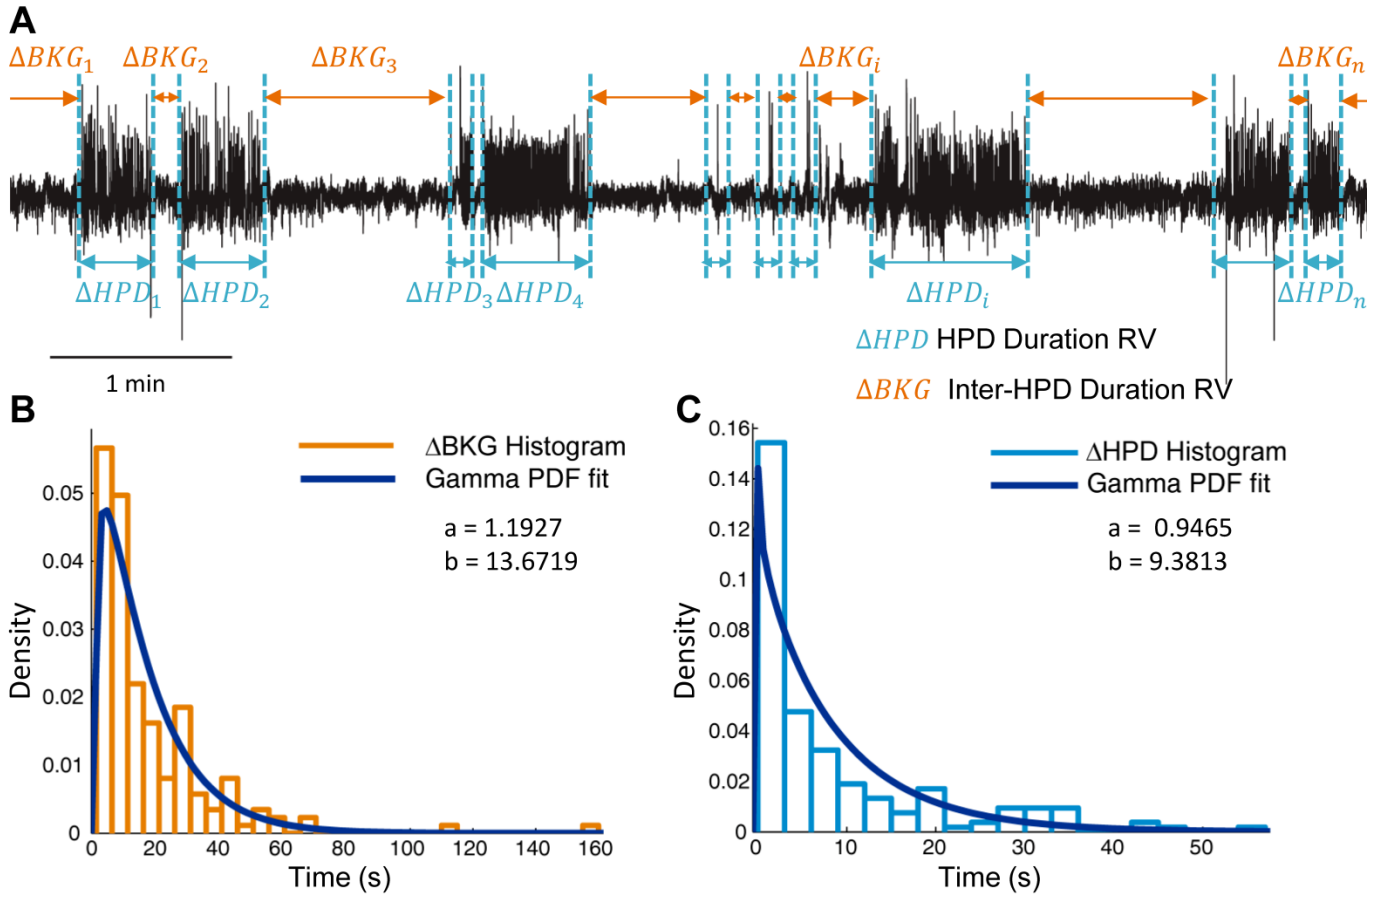 A
ΔBKG₁ ΔBKG₂ ΔBKG₃ ΔBKGᵢ ΔBKGₙ
ΔHPD₁ ΔHPD₂ ΔHPD₃ ΔHPD₄ ΔHPDᵢ ΔHPDₙ
ΔHPD HPD Duration RV
1 min
ΔBKG Inter-HPD Duration RV
B
ΔBKG Histogram
Gamma PDF fit
a = 1.1927
b = 13.6719
Density
0.05
0.04
0.03
0.02
0.01
0
0 20 40 60 80 100 120 140 160
Time (s)
C
ΔHPD Histogram
Gamma PDF fit
a = 0.9465
b = 9.3813
Density
0.16
0.14
0.12
0.1
0.08
0.06
0.04
0.02
0
0 10 20 30 40 50
Time (s)